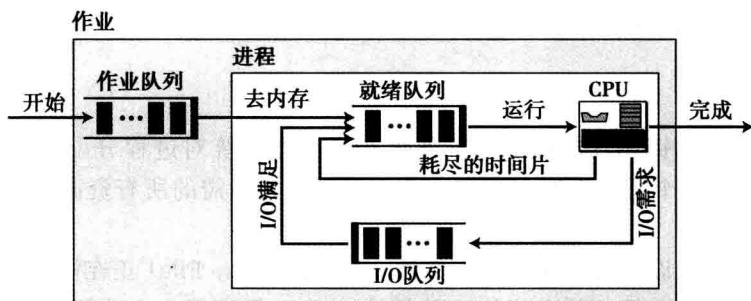 作业
进程
作业队列
就绪队列
CPU
开始
去内存
运行
完成
耗尽的时间片
I/O满足
I/O需求
I/O队列